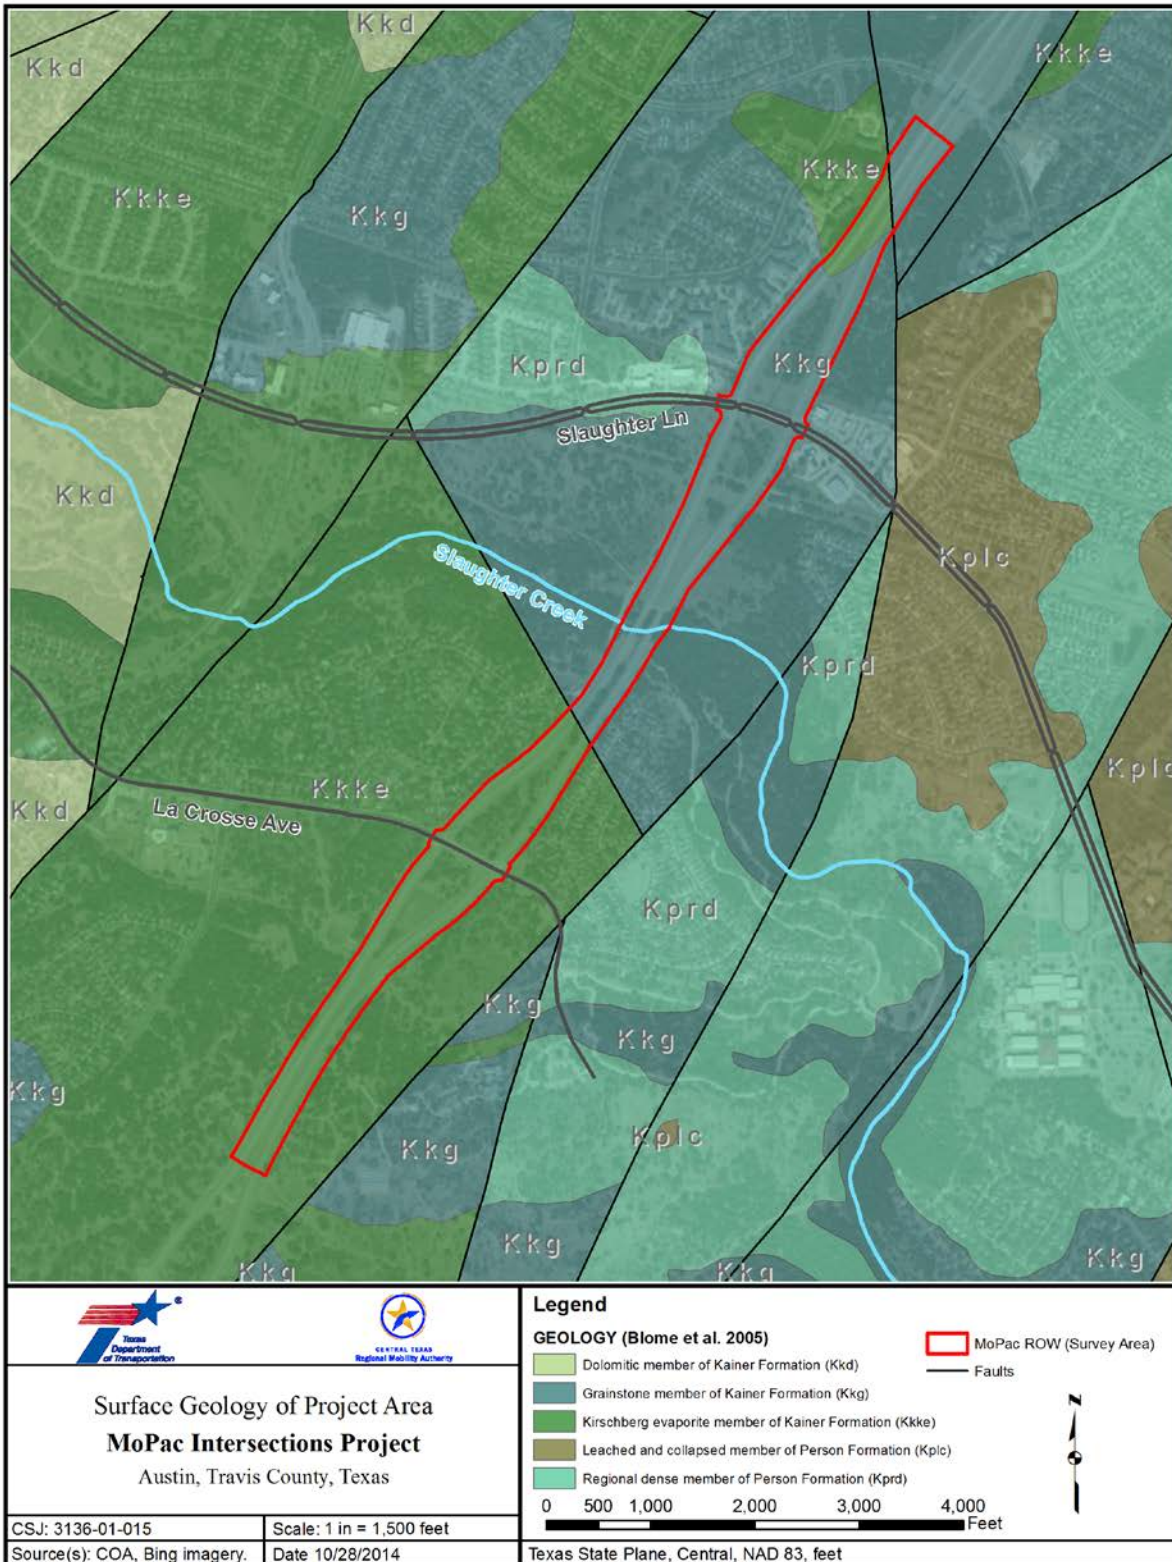 Kkd
Kkd
Kkke
Kkke
Kkke
Kkg
Kprd
Kkg
Slaughter Ln
Kkd
Kplc
Slaughter Creek
Kprd
Kplc
Kkd
Kkke
La Crosse Ave
Kprd
Kkg
Kkg
Kkg
Kplc
Kkg
Kkg
Kkg
Kkg
Kkg
Texas
Department
of Transportation
®
CENTRAL TEXAS
Regional Mobility Authority
Surface Geology of Project Area
MoPac Intersections Project
Austin, Travis County, Texas
CSJ: 3136-01-015
Scale: 1 in = 1,500 feet
Source(s): COA, Bing imagery.
Date 10/28/2014
Legend
GEOLOGY (Blome et al. 2005)
Dolomitic member of Kainer Formation (Kkd)
Grainstone member of Kainer Formation (Kkg)
Kirschberg evaporite member of Kainer Formation (Kkke)
Leached and collapsed member of Person Formation (Kplc)
Regional dense member of Person Formation (Kprd)
MoPac ROW (Survey Area)
Faults
N
0 500 1,000 2,000 3,000 4,000
Feet
Texas State Plane, Central, NAD 83, feet